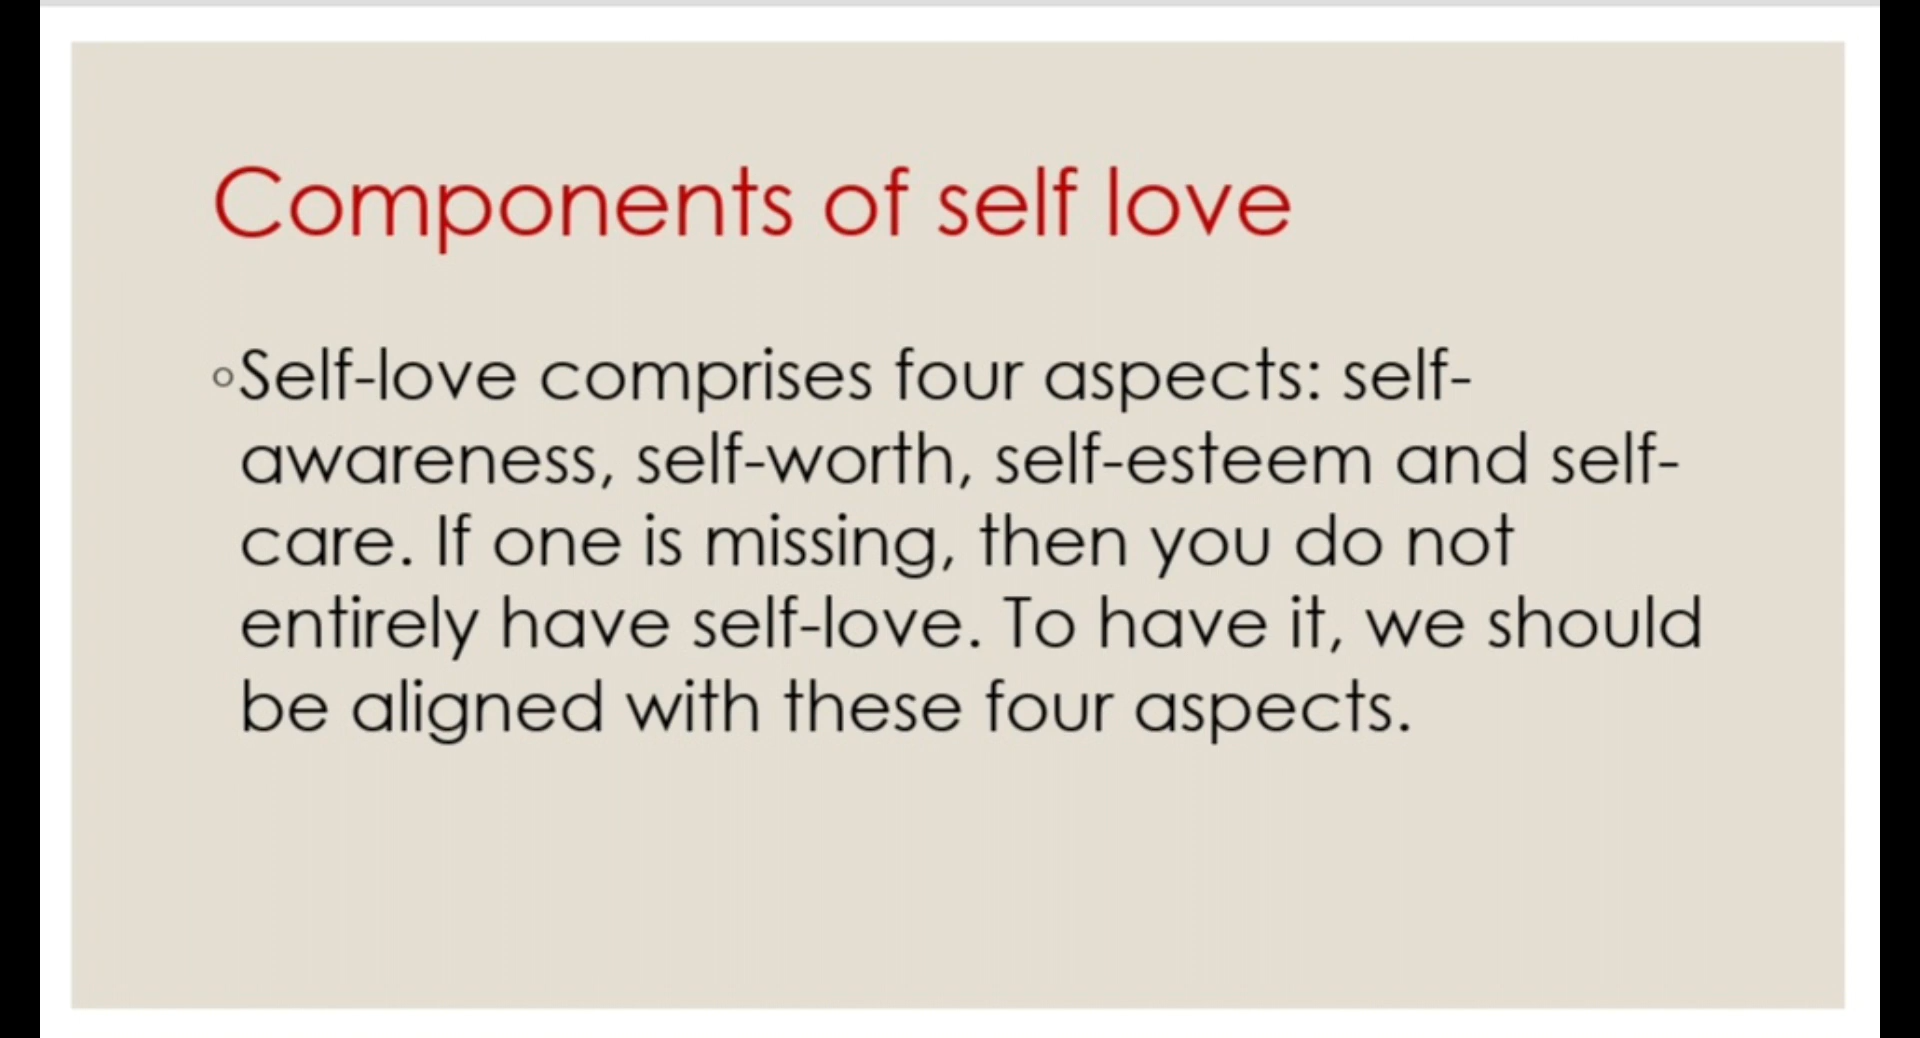 Components of self love
◦Self-love comprises four aspects: self-
awareness, self-worth, self-esteem and self-
care. If one is missing, then you do not
entirely have self-love. To have it, we should
be aligned with these four aspects.